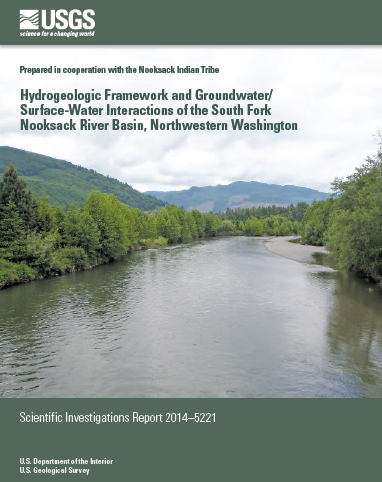 USGS
science for a changing world
Prepared in cooperation with the Nooksack Indian Tribe
Hydrogeologic Framework and Groundwater/
Surface-Water Interactions of the South Fork
Nooksack River Basin, Northwestern Washington
Scientific Investigations Report 2014–5221
U.S. Department of the Interior
U.S. Geological Survey